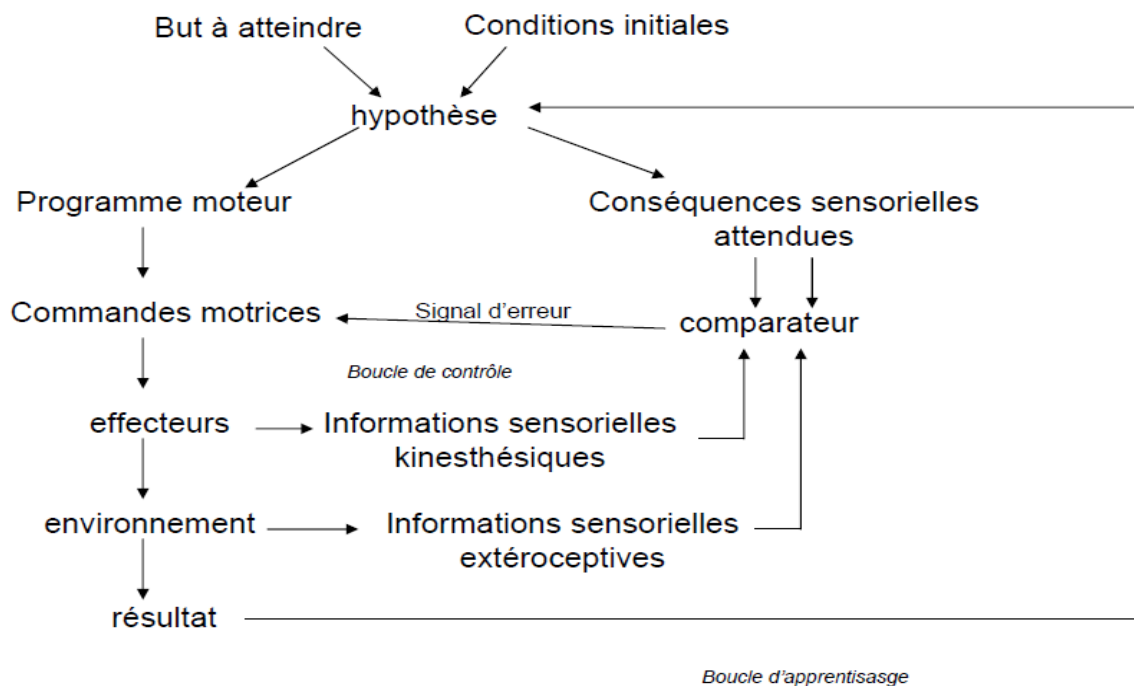 But à atteindre
Conditions initiales
hypothèse
Programme moteur
Conséquences sensorielles
attendues
Commandes motrices
Signal d'erreur
comparateur
Boucle de contrôle
effecteurs
Informations sensorielles
kinesthésiques
environnement
Informations sensorielles
extéroceptives
résultat
Boucle d'apprentisasge